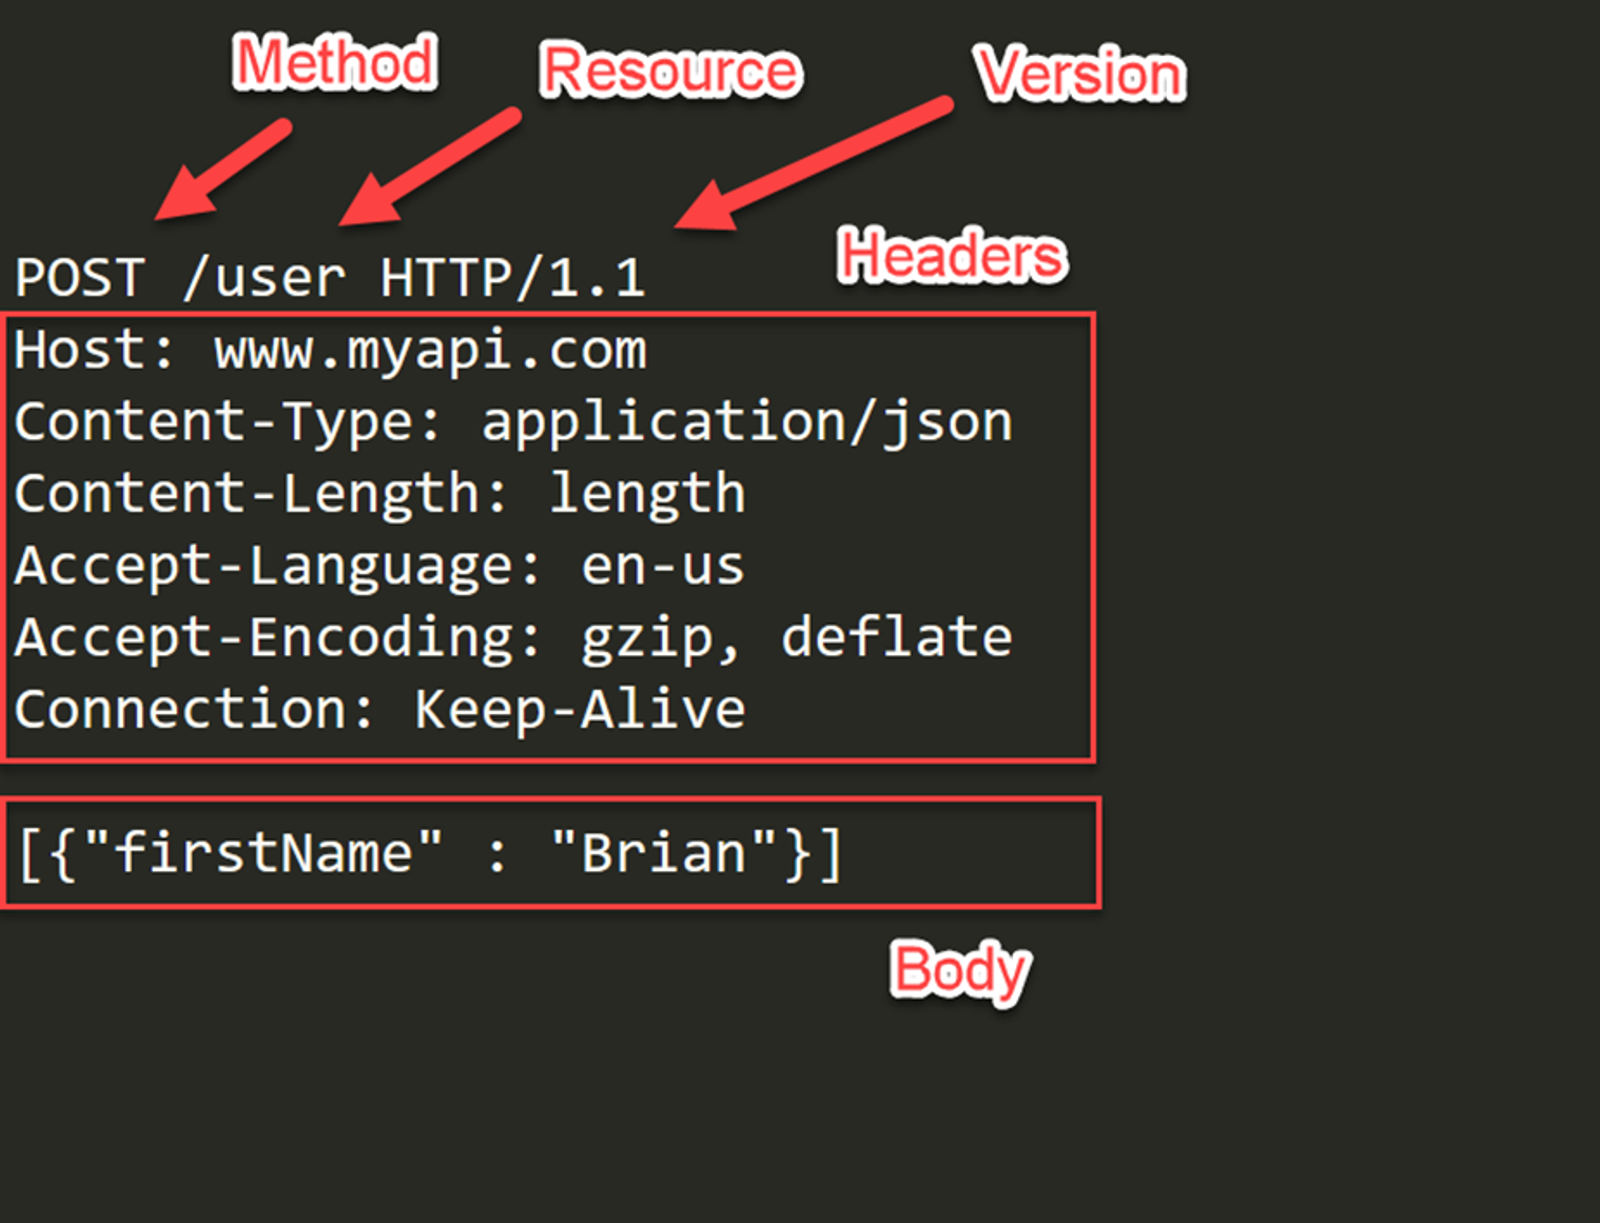 Method
Resource
Version
POST /user HTTP/1.1
Headers
Host: www.myapi.com
Content-Type: application/json
Content-Length: length
Accept-Language: en-us
Accept-Encoding: gzip, deflate
Connection: Keep-Alive
[{"firstName" : "Brian"}]
Body